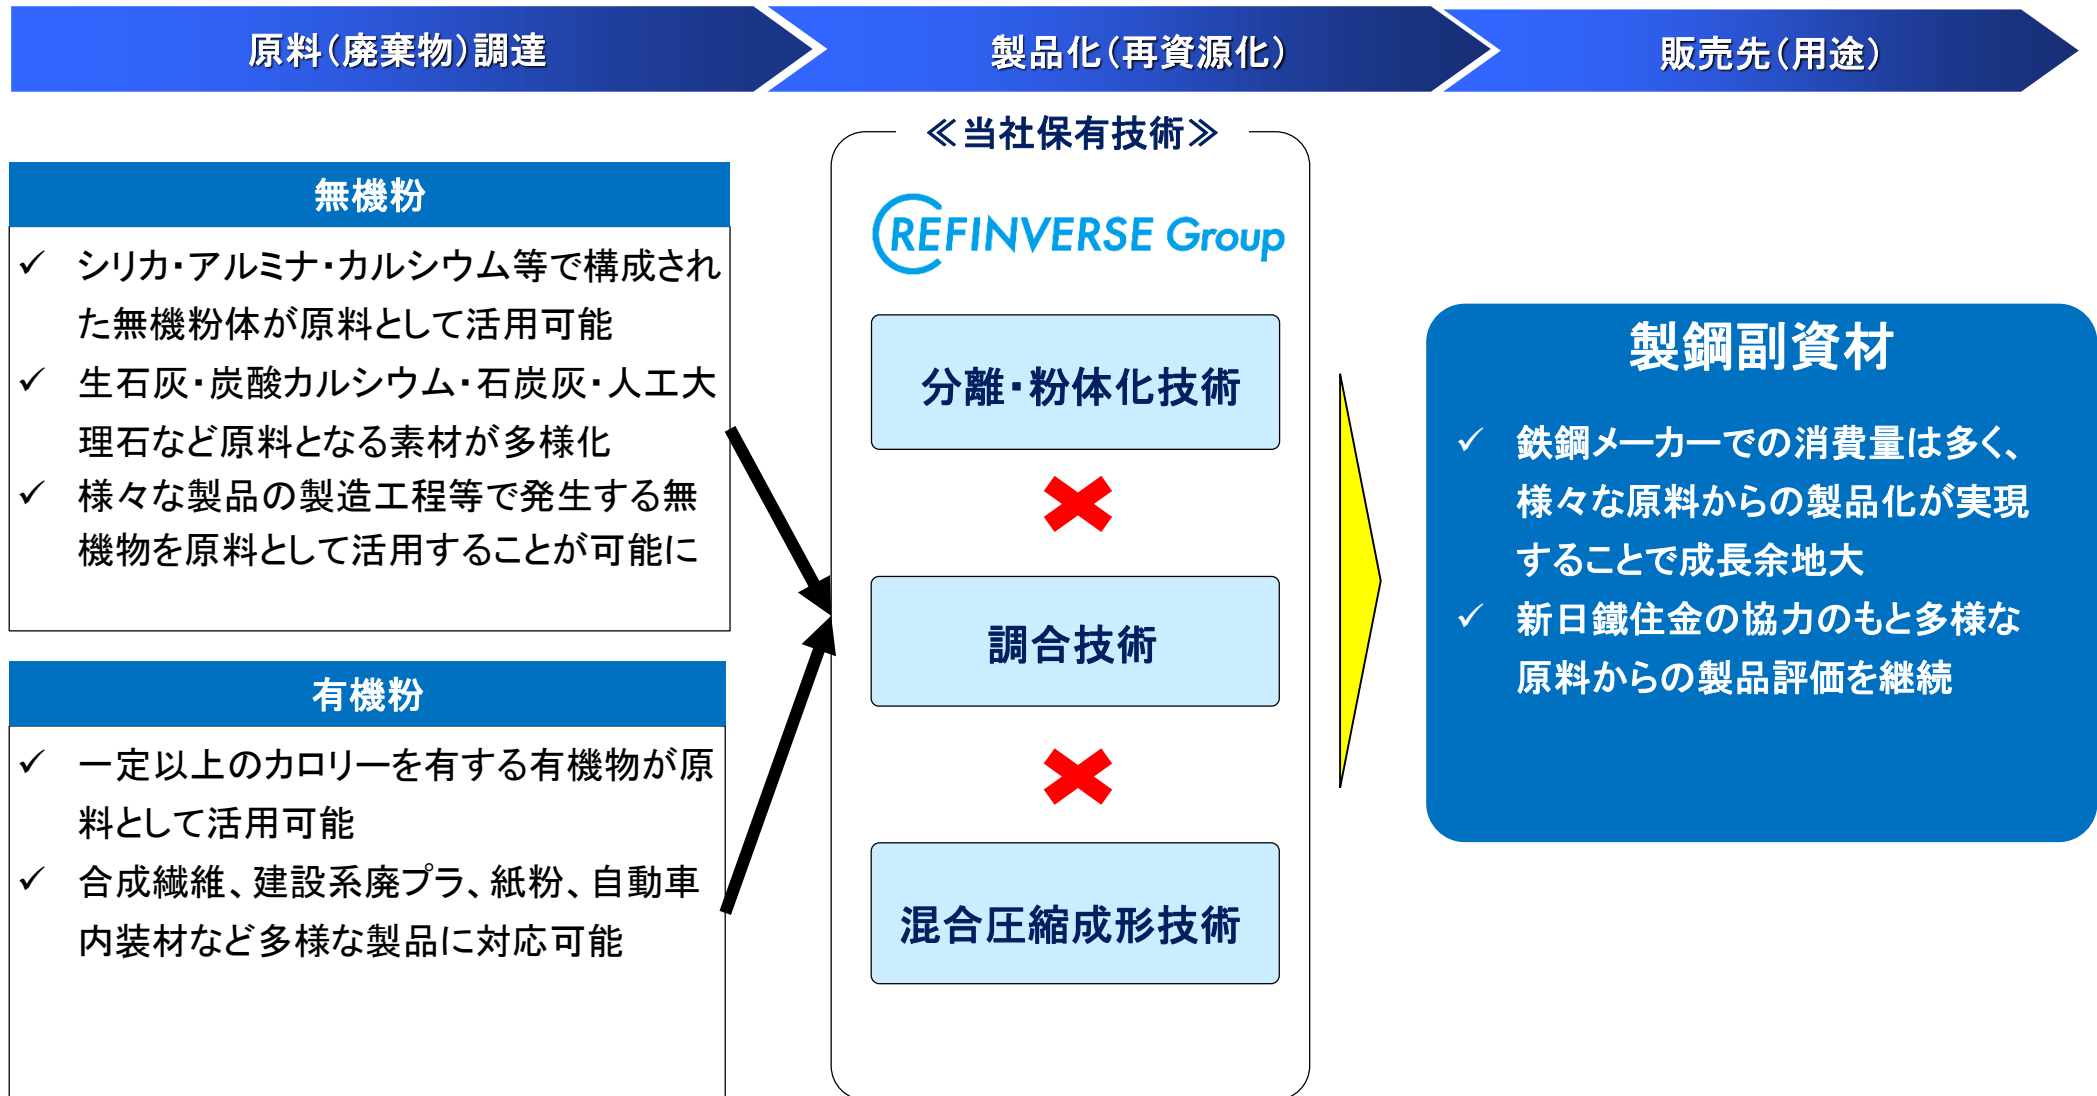 原料（廃棄物）調達
製品化（再資源化）
販売先（用途）
無機粉
✓ シリカ・アルミナ・カルシウム等で構成され
た無機粉体が原料として活用可能
✓ 生石灰・炭酸カルシウム・石炭灰・人工大
理石など原料となる素材が多様化
✓ 様々な製品の製造工程等で発生する無
機物を原料として活用することが可能に
有機粉
✓ 一定以上のカロリーを有する有機物が原
料として活用可能
✓ 合成繊維、建設系廃プラ、紙粉、自動車
内装材など多様な製品に対応可能
≪当社保有技術≫
REFINVERSE Group
分離・粉体化技術
調合技術
混合圧縮成形技術
製鋼副資材
✓ 鉄鋼メーカーでの消費量は多く、
様々な原料からの製品化が実現
することで成長余地大
✓ 新日鐵住金の協力のもと多様な
原料からの製品評価を継続